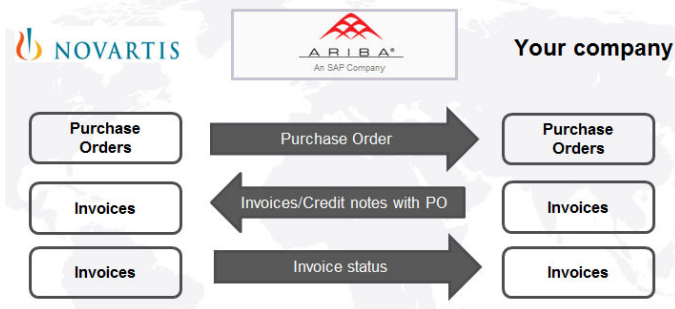 NOVARTIS
ARIBA®
An SAP Company
Your company
Purchase
Orders
Purchase Order
Purchase
Orders
Invoices
Invoices/Credit notes with PO
Invoices
Invoices
Invoice status
Invoices